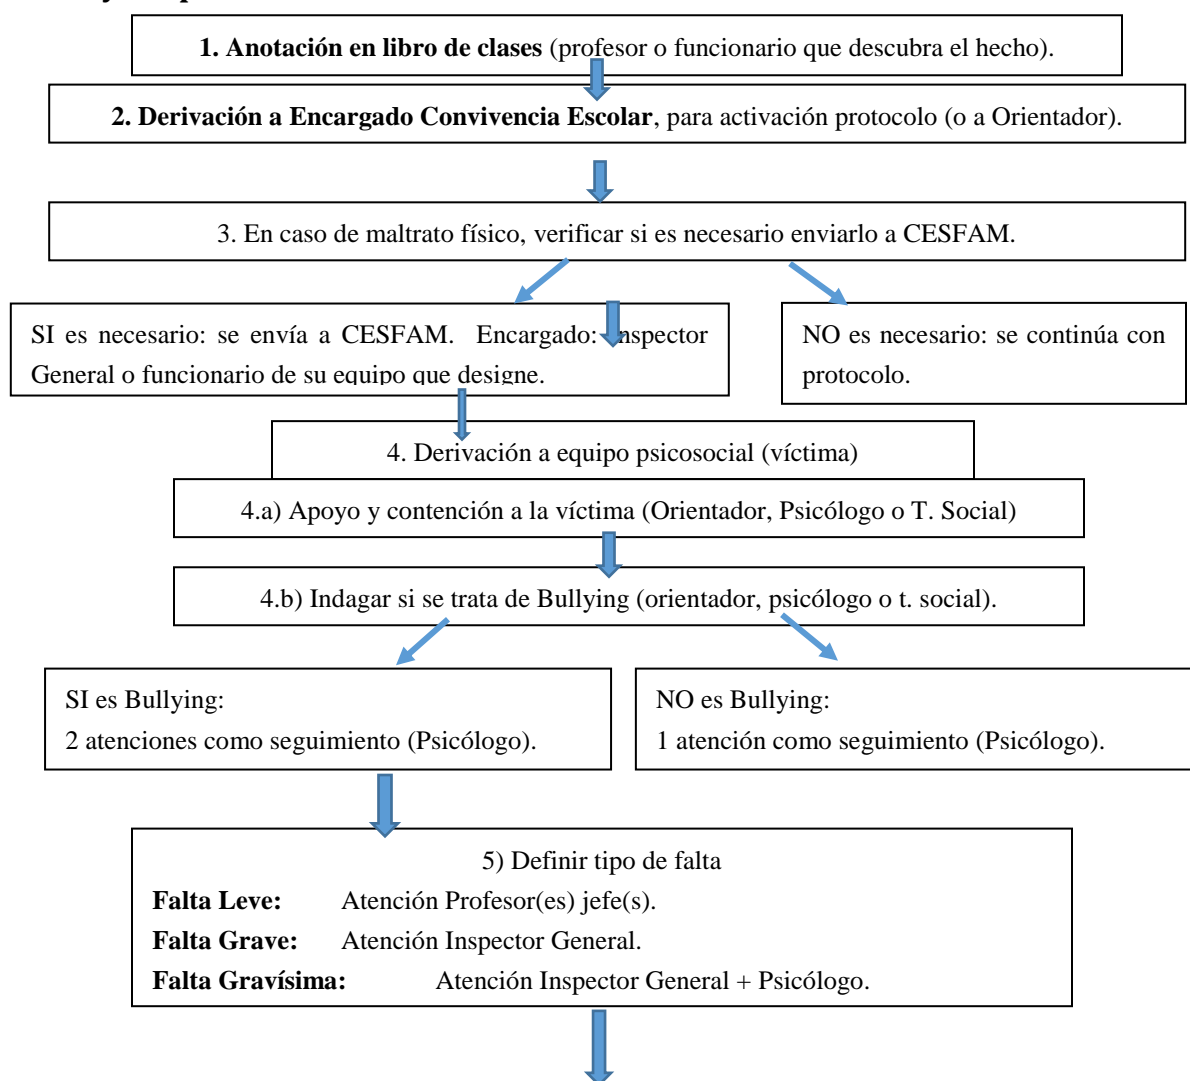 1. Anotación en libro de clases (profesor o funcionario que descubra el hecho).
2. Derivación a Encargado Convivencia Escolar, para activación protocolo (o a Orientador).
3. En caso de maltrato físico, verificar si es necesario enviarlo a CESFAM.
SI es necesario: se envía a CESFAM. Encargado: Inspector
General o funcionario de su equipo que designe.
NO es necesario: se continúa con
protocolo.
4. Derivación a equipo psicosocial (víctima)
4.a) Apoyo y contención a la víctima (Orientador, Psicólogo o T. Social)
4.b) Indagar si se trata de Bullying (orientador, psicólogo o t. social).
SI es Bullying:
2 atenciones como seguimiento (Psicólogo).
NO es Bullying:
1 atención como seguimiento (Psicólogo).
5) Definir tipo de falta
Falta Leve: Atención Profesor(es) jefe(s).
Falta Grave: Atención Inspector General.
Falta Gravísima: Atención Inspector General + Psicólogo.